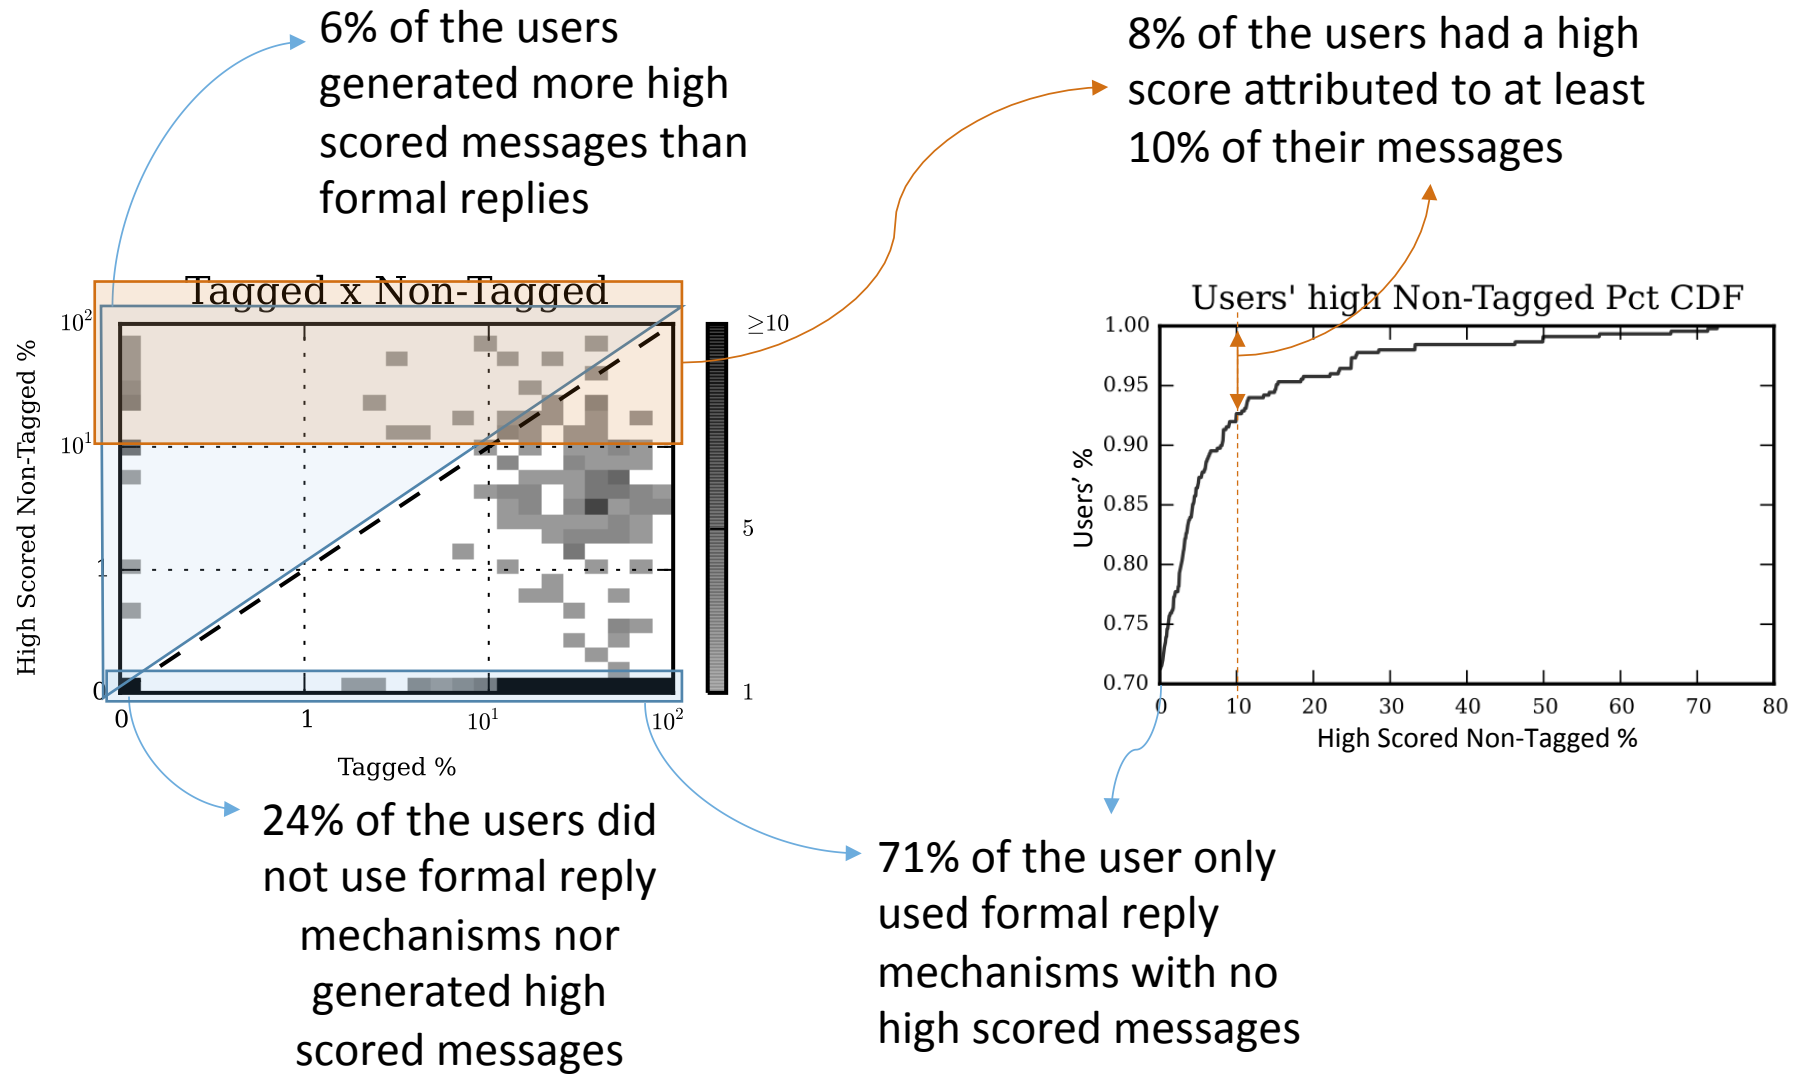 6% of the users
generated more high
scored messages than
formal replies
8% of the users had a high
score attributed to at least
10% of their messages
Tagged x Non-Tagged
High Scored Non-Tagged %
10²
10¹
1
0
0
1
10¹
10²
Tagged %
≥10
5
1
Users' high Non-Tagged Pct CDF
Users’ %
1.00
0.95
0.90
0.85
0.80
0.75
0.70
0
10
20
30
40
50
60
70
80
High Scored Non-Tagged %
24% of the users did
not use formal reply
mechanisms nor
generated high
scored messages
71% of the user only
used formal reply
mechanisms with no
high scored messages